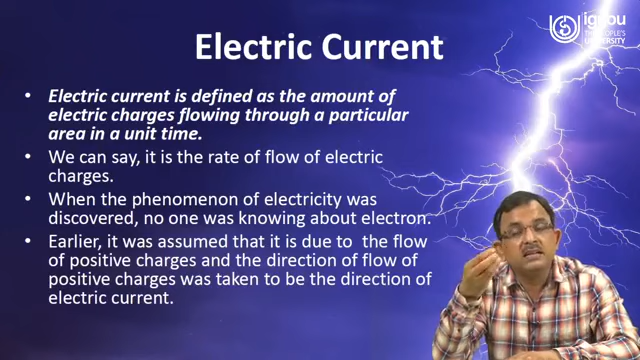 ignou
THE PEOPLE'S
UNIVERSITY
Electric Current
• Electric current is defined as the amount of
electric charges flowing through a particular
area in a unit time.
• We can say, it is the rate of flow of electric
charges.
• When the phenomenon of electricity was
discovered, no one was knowing about electron.
• Earlier, it was assumed that it is due to the flow
of positive charges and the direction of flow of
positive charges was taken to be the direction of
electric current.